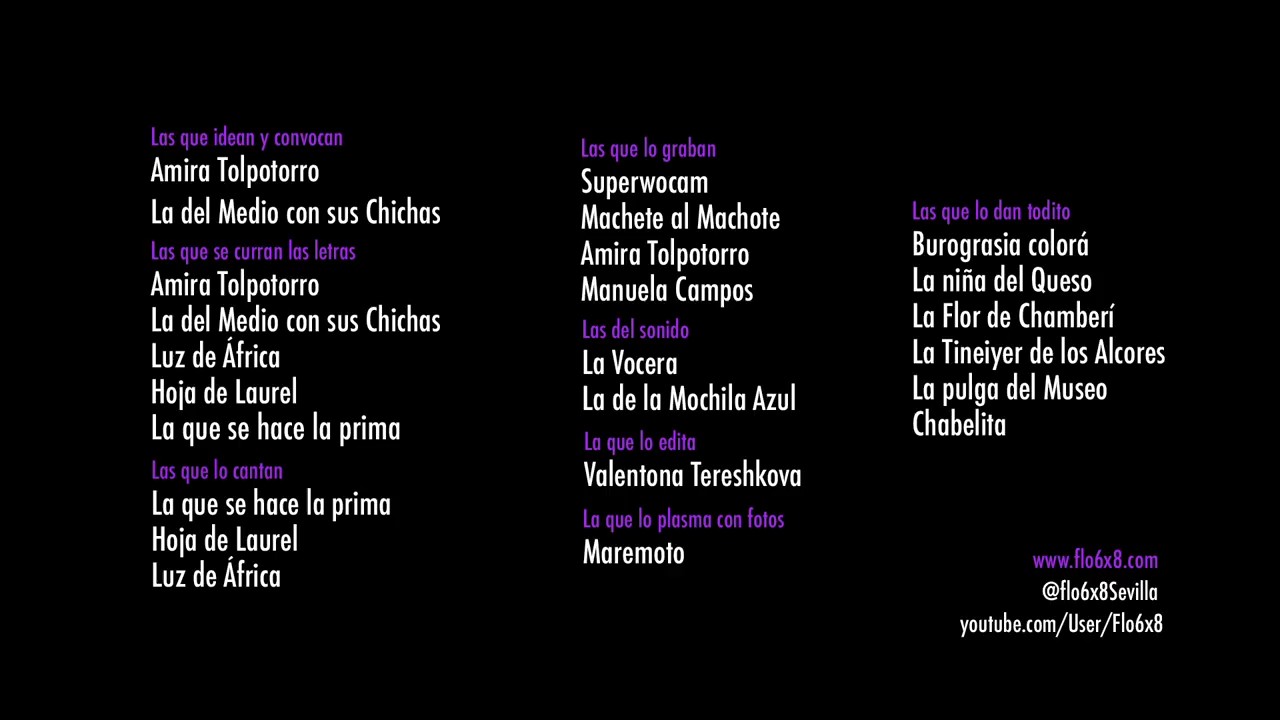 Las que idean y convocan
Amira Tolpotorro
La del Medio con sus Chichas
Las que se curran las letras
Amira Tolpotorro
La del Medio con sus Chichas
Luz de África
Hoja de Laurel
La que se hace la prima
Las que lo cantan
La que se hace la prima
Hoja de Laurel
Luz de África
Las que lo graban
Superwocam
Machete al Machote
Amira Tolpotorro
Manuela Campos
Las del sonido
La Vocera
La de la Mochila Azul
La que lo edita
Valentona Tereshkova
La que lo plasma con fotos
Maremoto
Las que lo dan todito
Burograsia colorá
La niña del Queso
La Flor de Chamberí
La Tineiyer de los Alcores
La pulga del Museo
Chabelita
www.flo6x8.com
@flo6x8Sevilla
youtube.com/User/Flo6x8